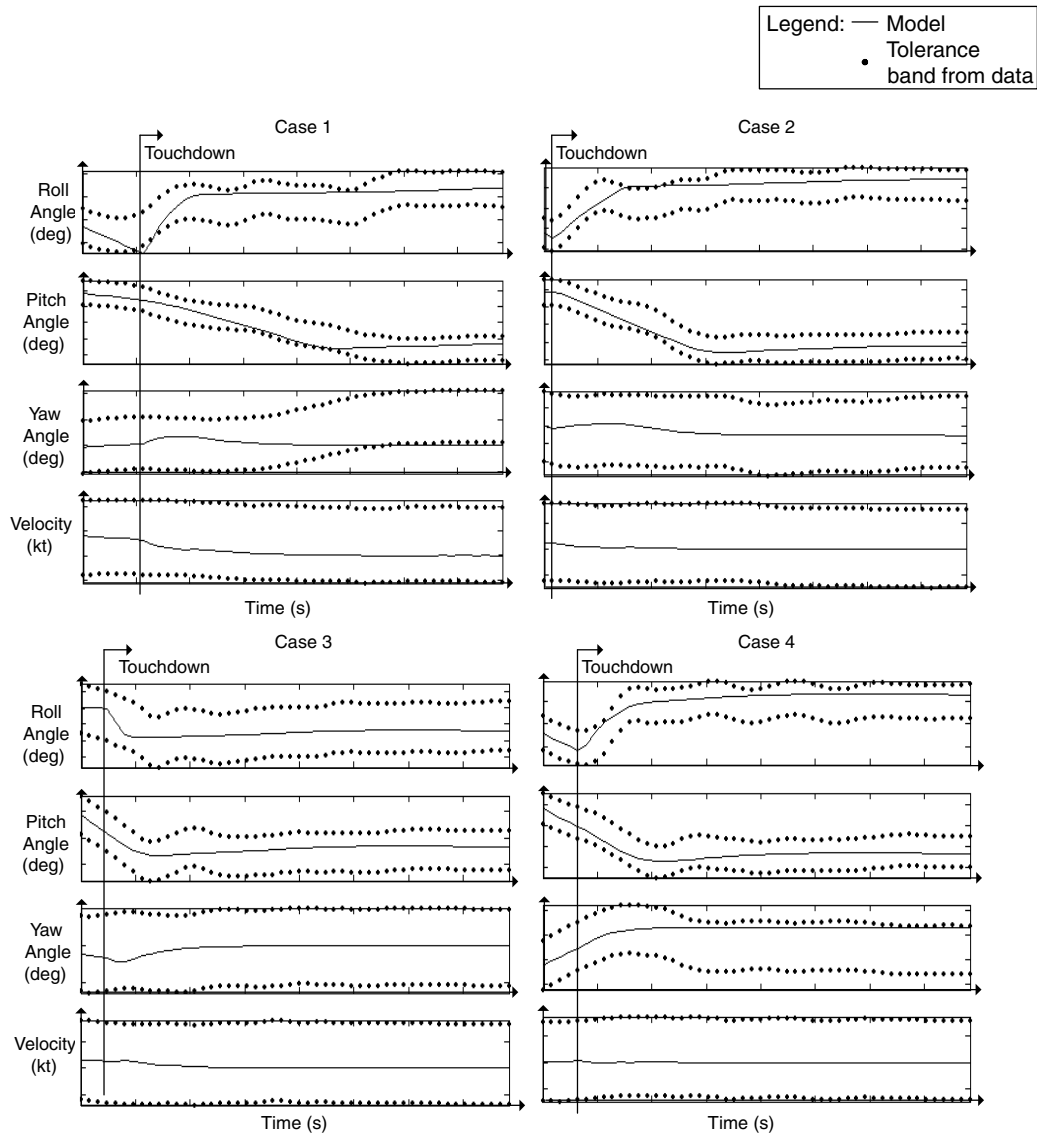 Legend: — Model
Tolerance
band from data
Case 1
Touchdown
Roll
Angle
(deg)
Pitch
Angle
(deg)
Yaw
Angle
(deg)
Velocity
(kt)
Time (s)
Case 2
Touchdown
Time (s)
Case 3
Touchdown
Roll
Angle
(deg)
Pitch
Angle
(deg)
Yaw
Angle
(deg)
Velocity
(kt)
Time (s)
Case 4
Touchdown
Time (s)